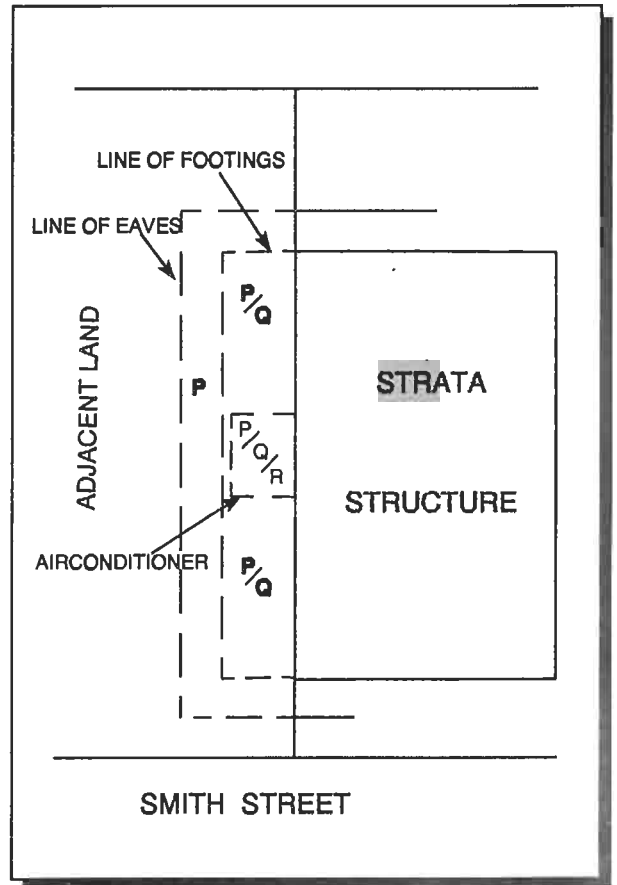 LINE OF FOOTINGS
LINE OF EAVES
P/Q
ADJACENT LAND
P
STRATA
P/Q/R
STRUCTURE
AIRCONDITIONER
P/Q
SMITH STREET